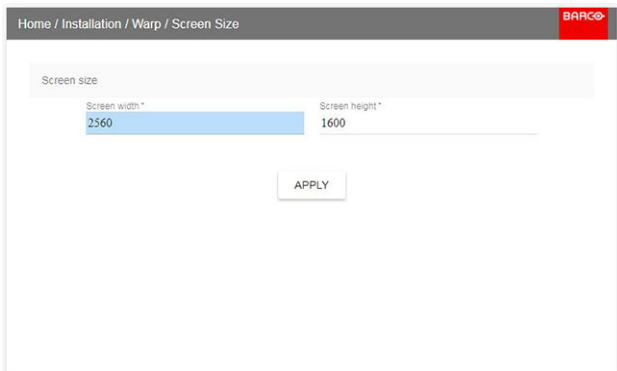 Home / Installation / Warp / Screen Size
BARCO
Screen size
Screen width *
Screen height *
2560
1600
APPLY